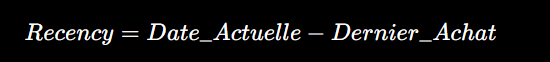 Recency = Date_Actuelle − Dernier_Achat